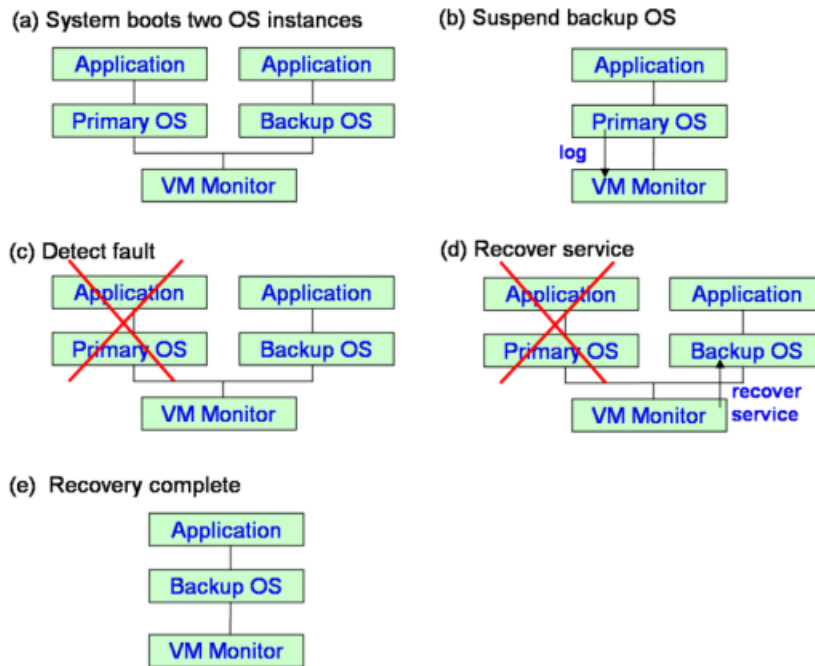 (a) System boots two OS instances
Application
Application
Primary OS
Backup OS
VM Monitor
(b) Suspend backup OS
Application
Primary OS
log
VM Monitor
(c) Detect fault
Application
Application
Primary OS
Backup OS
VM Monitor
(d) Recover service
Application
Application
Primary OS
Backup OS
recover
service
VM Monitor
(e) Recovery complete
Application
Backup OS
VM Monitor